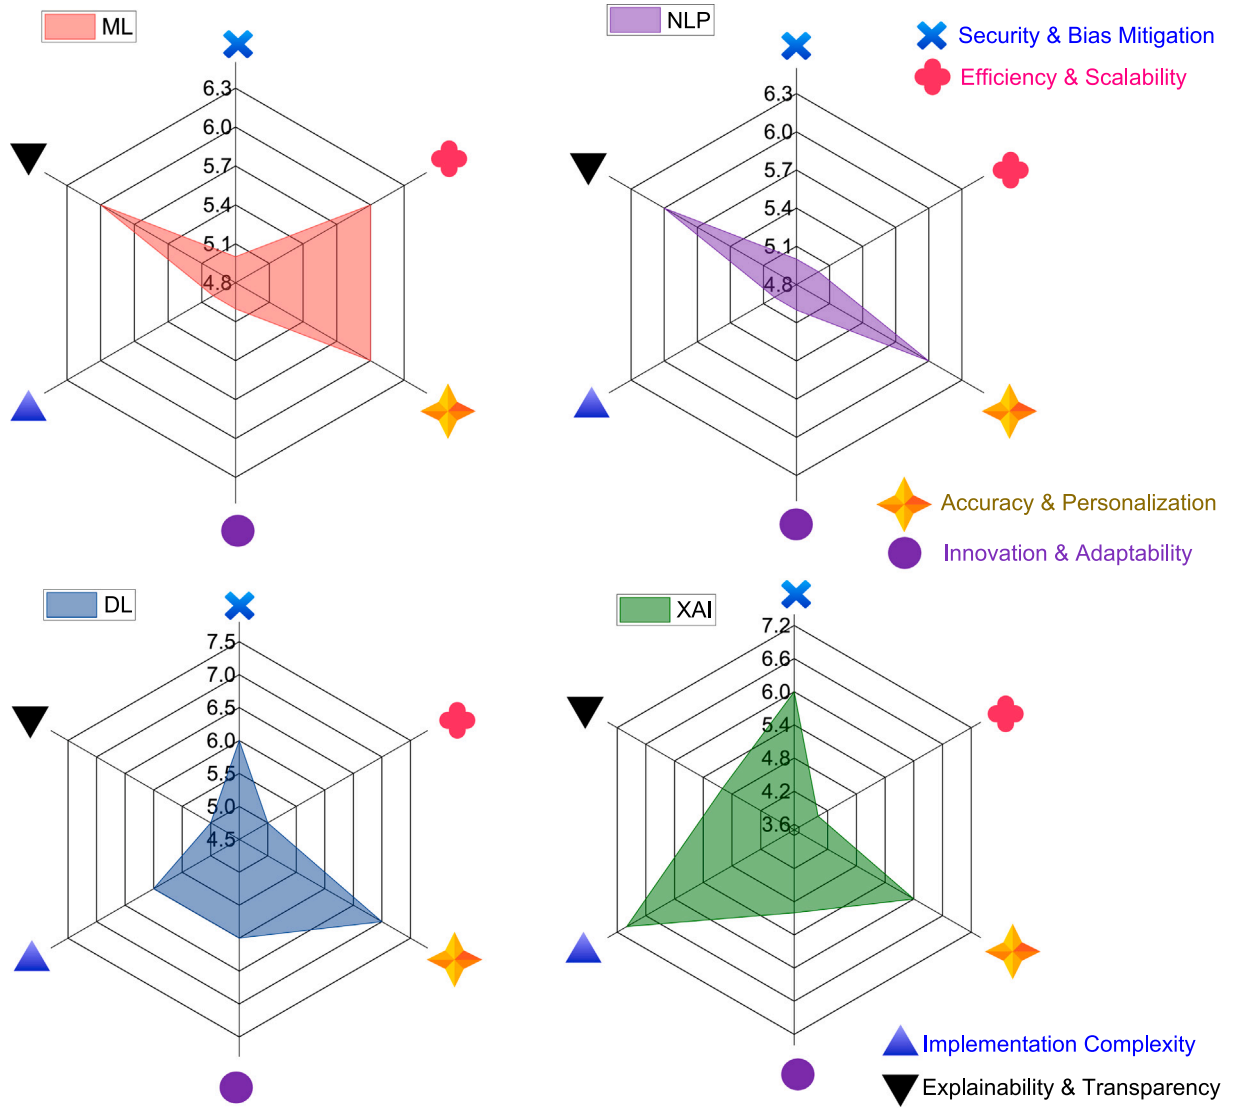 ML
6.3
6.0
5.7
5.4
5.1
4.8
NLP
6.3
6.0
5.7
5.4
5.1
4.8
Security & Bias Mitigation
Efficiency & Scalability
Accuracy & Personalization
Innovation & Adaptability
DL
7.5
7.0
6.5
6.0
5.5
5.0
4.5
XAI
7.2
6.6
6.0
5.4
4.8
4.2
3.6
Implementation Complexity
Explainability & Transparency